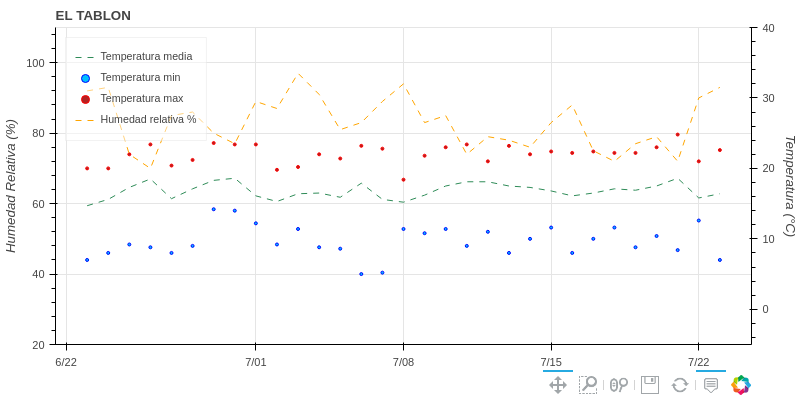 EL TABLON
Temperatura media
Temperatura min
Temperatura max
Humedad relativa %
Humedad Relativa (%)
100
80
60
40
20
Temperatura (°C)
40
30
20
10
0
6/22
7/01
7/08
7/15
7/22